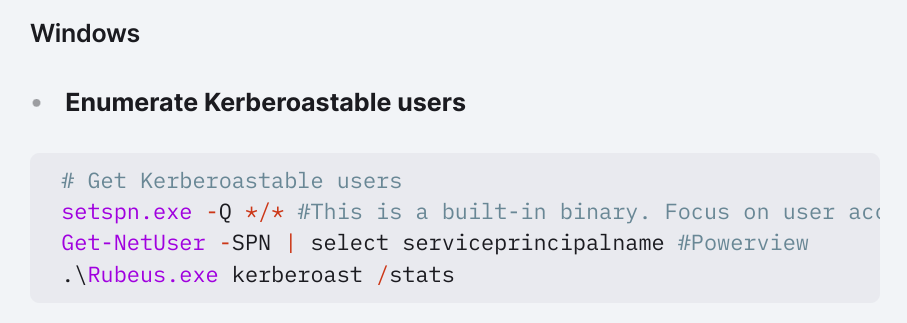 Windows
Enumerate Kerberoastable users
# Get Kerberoastable users
setspn.exe -Q */* #This is a built-in binary. Focus on user
Get-NetUser -SPN | select serviceprincipalname #Powerview
.\Rubeus.exe kerberoast /stats